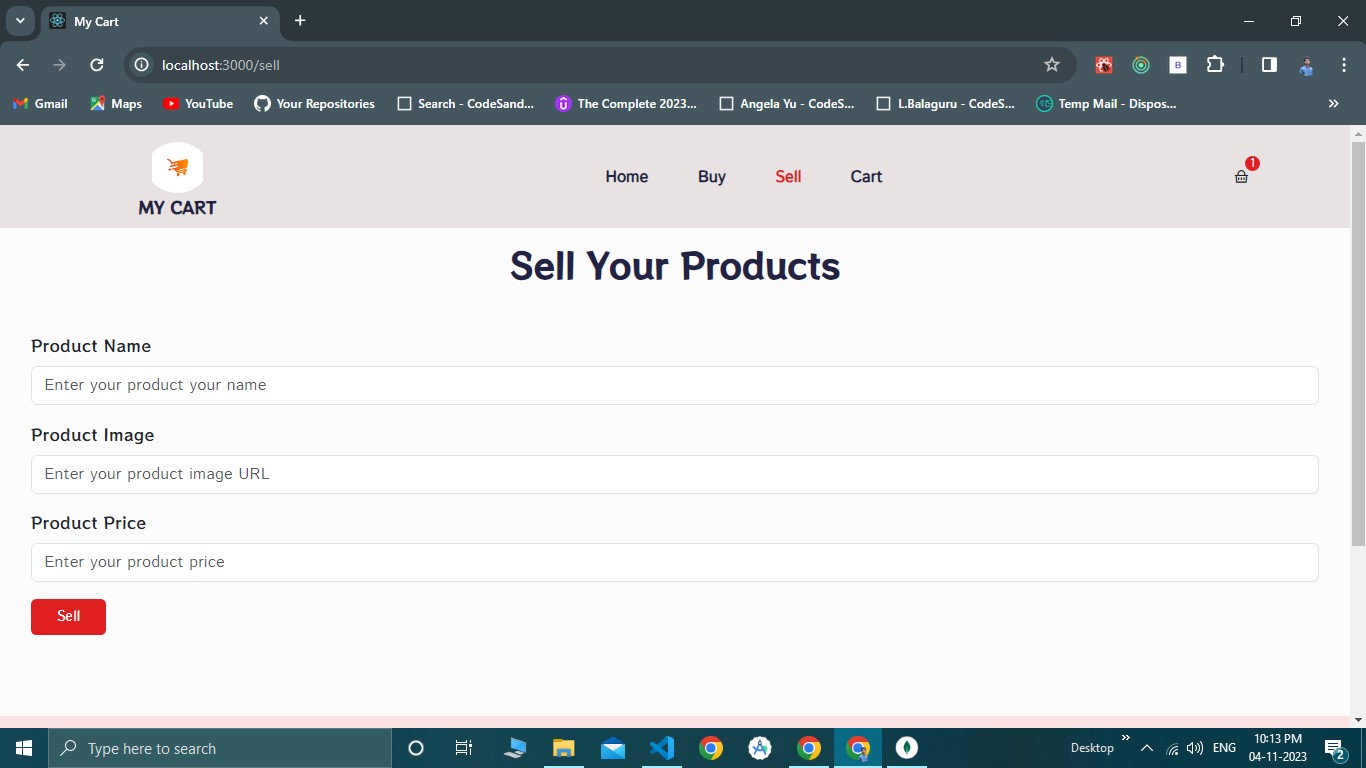 My Cart
localhost:3000/sell
B
Gmail
Maps
YouTube
Your Repositories
Search - CodeSand...
The Complete 2023...
Angela Yu - CodeS...
L.Balaguru - CodeS...
Temp Mail - Dispos...
MY CART
Home
Buy
Sell
Cart
1
Sell Your Products
Product Name
Enter your product your name
Product Image
Enter your product image URL
Product Price
Enter your product price
Sell
Type here to search
Desktop
ENG
10:13 PM
04-11-2023
2